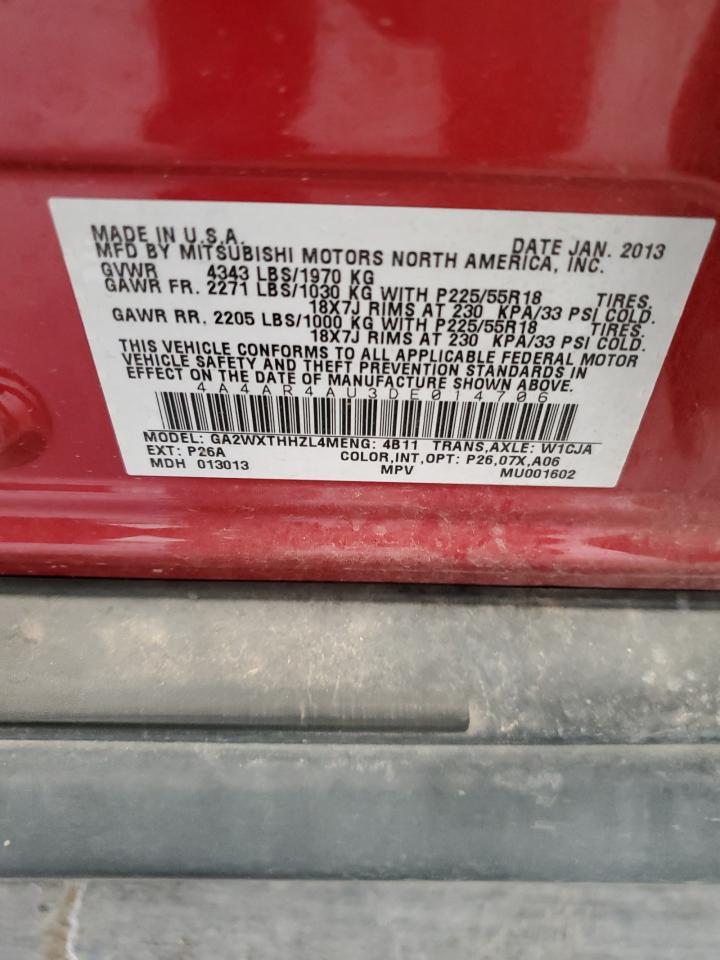 MADE IN U.S.A. DATE JAN. 2013
MFD BY MITSUBISHI MOTORS NORTH AMERICA, INC.
GVWR 4343 LBS/1970 KG
GAWR FR. 2271 LBS/1030 KG WITH P225/55R18 TIRES.
18X7J RIMS AT 230 KPA/33 PSI COLD.
GAWR RR. 2205 LBS/1000 KG WITH P225/55R18 TIRES.
18X7J RIMS AT 230 KPA/33 PSI COLD.
THIS VEHICLE CONFORMS TO ALL APPLICABLE FEDERAL MOTOR
VEHICLE SAFETY AND THEFT PREVENTION STANDARDS IN
EFFECT ON THE DATE OF MANUFACTURE SHOWN ABOVE.
4A4AR4AU3DE014706
MODEL: GA2WXTHHZL4MENG: 4B11 TRANS,AXLE: W1CJA
EXT: P26A COLOR,INT,OPT: P26,07X,A06
MDH 013013 MPV MU001602